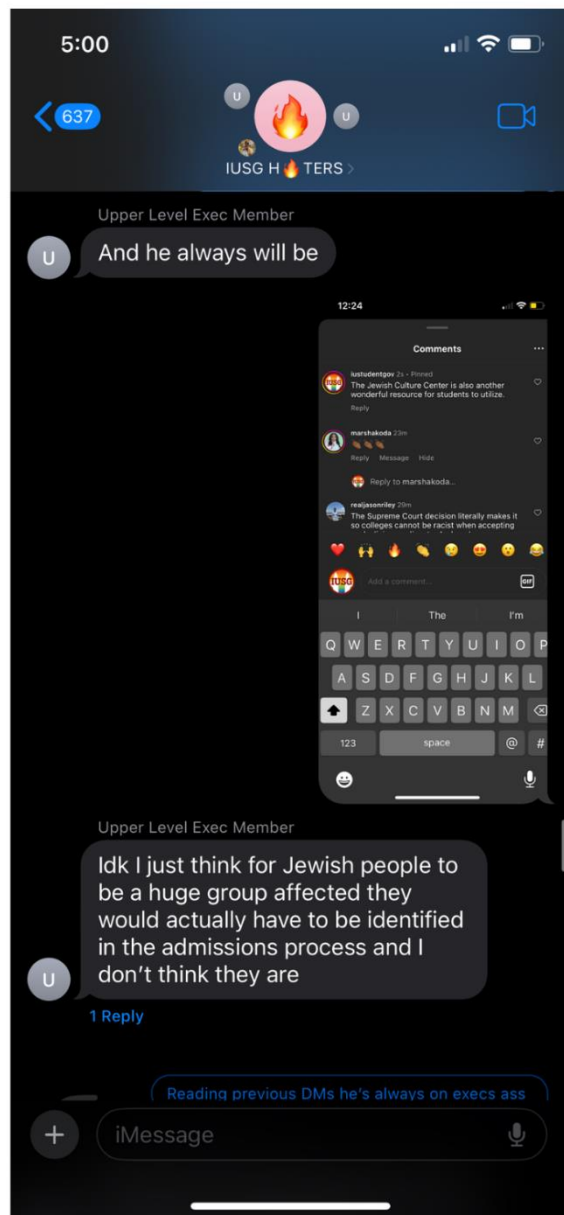 5:00
637
U
U
IUSG H🔥TERS >
Upper Level Exec Member
And he always will be
U
12:24
Comments
iustudentgov 2s • Pinned
The Jewish Culture Center is also another
wonderful resource for students to utilize.
Reply
marshakoda 23m
👏🏾👏🏾👏🏾
Reply Message Hide
Reply to marshakoda...
realjasonriley 29m
The Supreme Court decision literally makes it
so colleges cannot be racist when accepting
IUSG
Add a comment...
GIF
I The I'm
Q W E R T Y U I O P
A S D F G H J K L
Z X C V B N M
123 space @ #
Upper Level Exec Member
Idk I just think for Jewish people to
be a huge group affected they
would actually have to be identified
in the admissions process and I
don't think they are
U
1 Reply
Reading previous DMs he's always on execs ass
iMessage